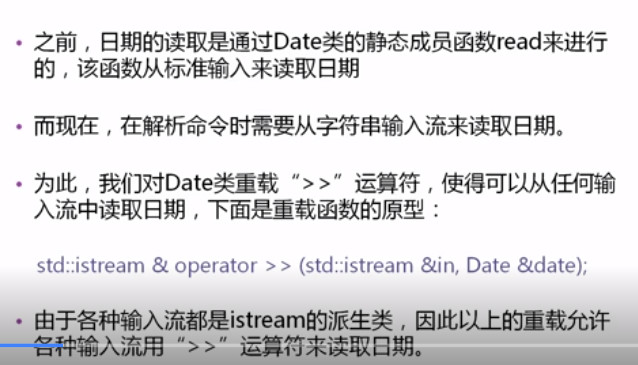 • 之前，日期的读取是通过Date类的静态成员函数read来进行
的，该函数从标准输入来读取日期
• 而现在，在解析命令时需要从字符串输入流来读取日期。
• 为此，我们对Date类重载“>>”运算符，使得可以从任何输
入流中读取日期，下面是重载函数的原型：
std::istream & operator >> (std::istream &in, Date &date);
• 由于各种输入流都是istream的派生类，因此以上的重载允许
各种输入流用“>>”运算符来读取日期。